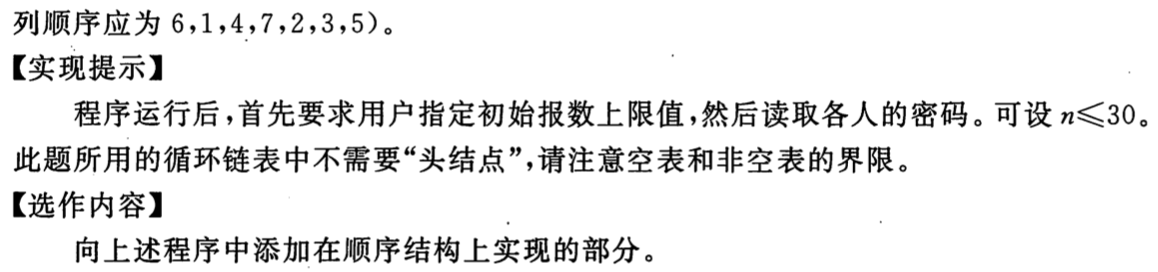 列顺序应为 6,1,4,7,2,3,5)。
【实现提示】
程序运行后,首先要求用户指定初始报数上限值,然后读取各人的密码。可设 n≤30。
此题所用的循环链表中不需要“头结点”,请注意空表和非空表的界限。
【选作内容】
向上述程序中添加在顺序结构上实现的部分。